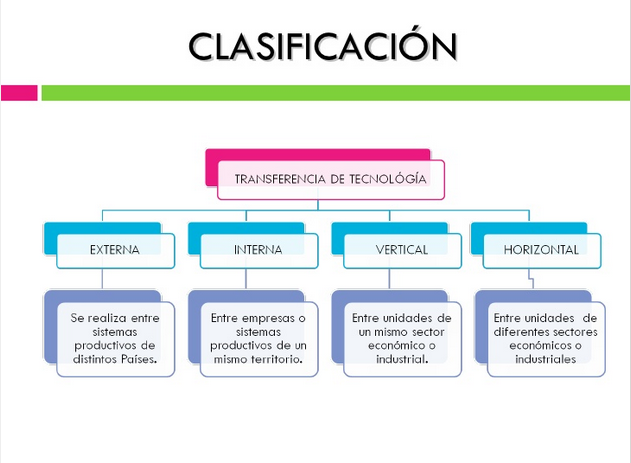 CLASIFICACIÓN
TRANSFERENCIA DE TECNOLÓGÍA
EXTERNA
INTERNA
VERTICAL
HORIZONTAL
Se realiza entre
sistemas
productivos de
distintos Países.
Entre empresas o
sistemas
productivos de un
mismo territorio.
Entre unidades de
un mismo sector
económico o
industrial.
Entre unidades de
diferentes sectores
económicos o
industriales